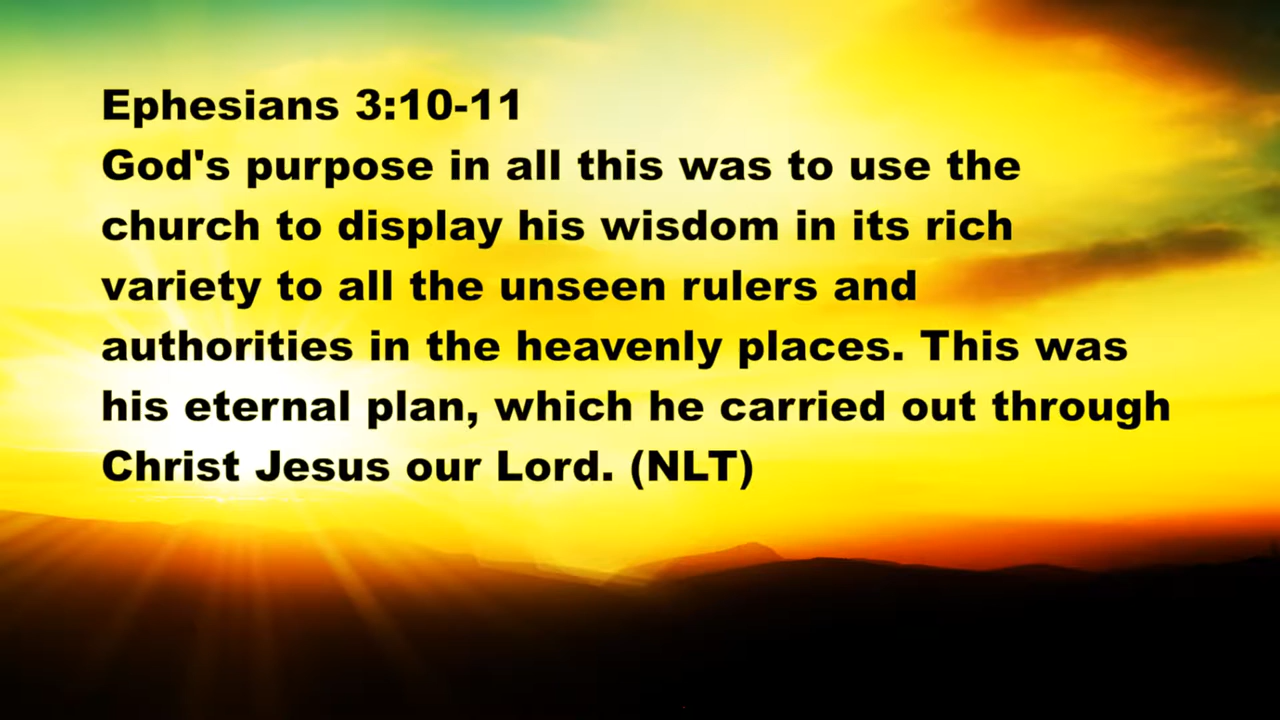 Ephesians 3:10-11
God's purpose in all this was to use the
church to display his wisdom in its rich
variety to all the unseen rulers and
authorities in the heavenly places. This was
his eternal plan, which he carried out through
Christ Jesus our Lord. (NLT)